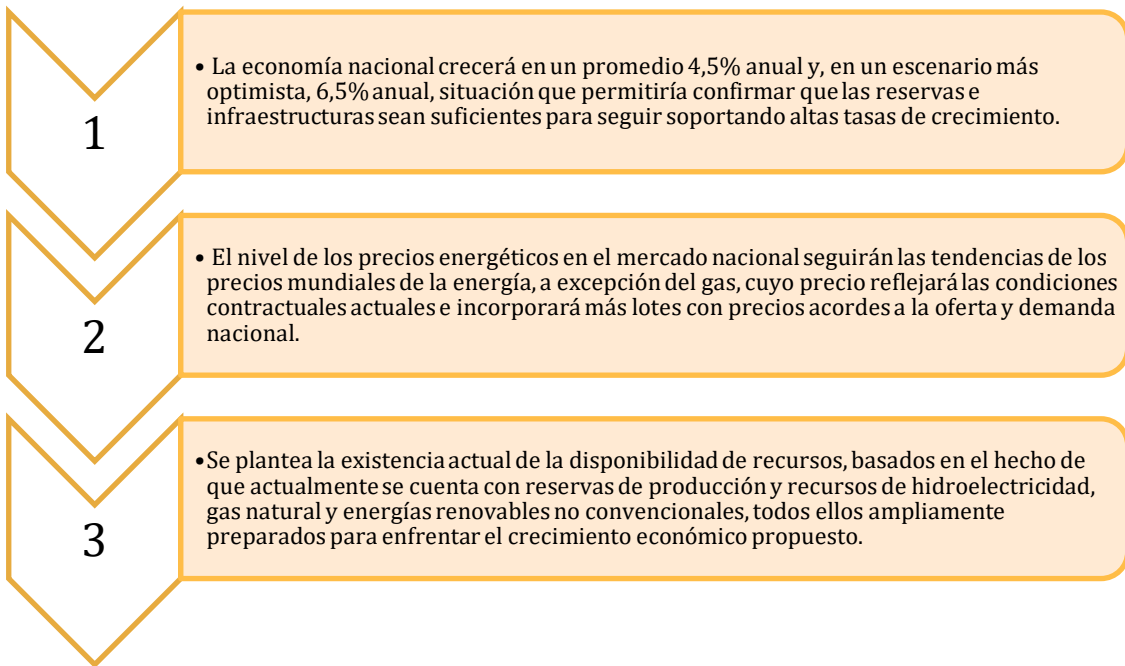 1
• La economía nacional crecerá en un promedio 4,5% anual y, en un escenario más
optimista, 6,5% anual, situación que permitiría confirmar que las reservas e
infraestructuras sean suficientes para seguir soportando altas tasas de crecimiento.
2
• El nivel de los precios energéticos en el mercado nacional seguirán las tendencias de los
precios mundiales de la energía, a excepción del gas, cuyo precio reflejará las condiciones
contractuales actuales e incorporará más lotes con precios acordes a la oferta y demanda
nacional.
3
•Se plantea la existencia actual de la disponibilidad de recursos, basados en el hecho de
que actualmente se cuenta con reservas de producción y recursos de hidroelectricidad,
gas natural y energías renovables no convencionales, todos ellos ampliamente
preparados para enfrentar el crecimiento económico propuesto.